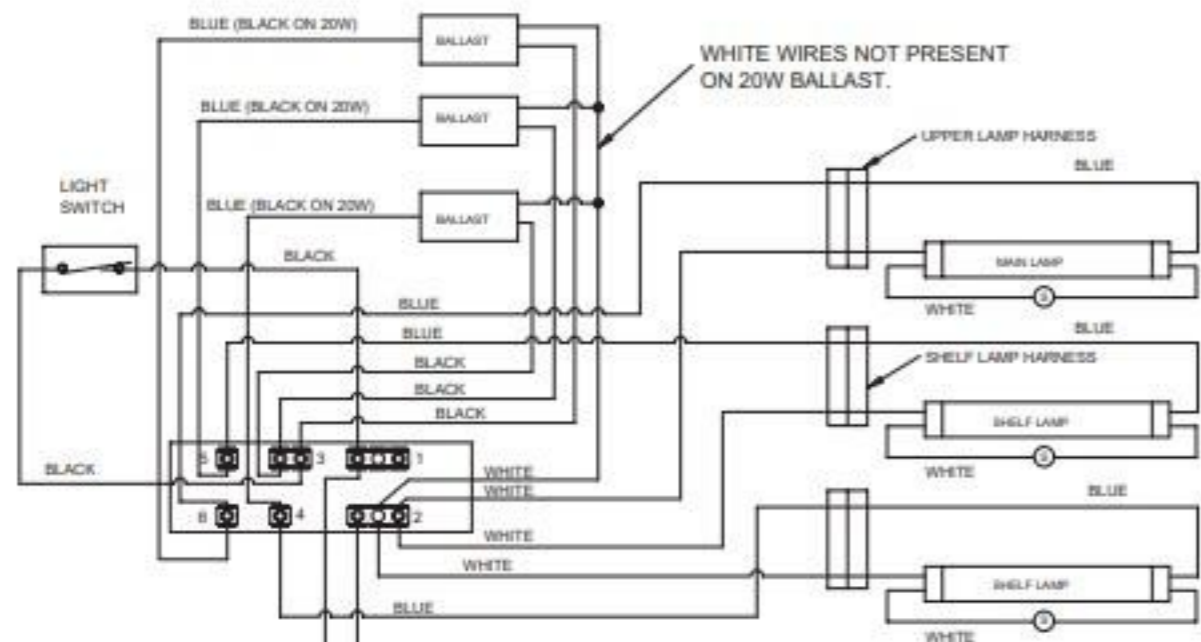 BLUE (BLACK ON 20W)
BALLAST
WHITE WIRES NOT PRESENT
ON 20W BALLAST.
BLUE (BLACK ON 20W)
BALLAST
UPPER LAMP HARNESS
BLUE
LIGHT
SWITCH
BLUE (BLACK ON 20W)
BALLAST
BLACK
MAIN LAMP
S
WHITE
BLUE
BLUE
BLUE
SHELF LAMP HARNESS
BLACK
BLACK
BLACK
SHELF LAMP
S
WHITE
5
3
1
BLACK
WHITE
WHITE
BLUE
6
4
2
WHITE
WHITE
SHELF LAMP
BLUE
S
WHITE